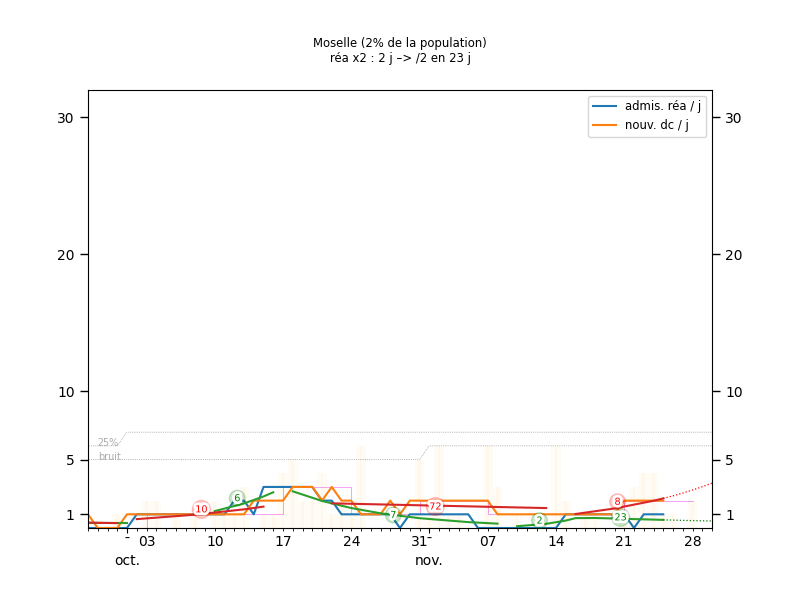 Moselle (2% de la population)
réa x2 : 2 j –> /2 en 23 j
admis. réa / j
nouv. dc / j
30
30
20
20
10
10
25%
bruit
5
5
6
10
7
72
2
8
23
1
1
- 03 10 17 24 31 07 14 21 28
oct. nov.